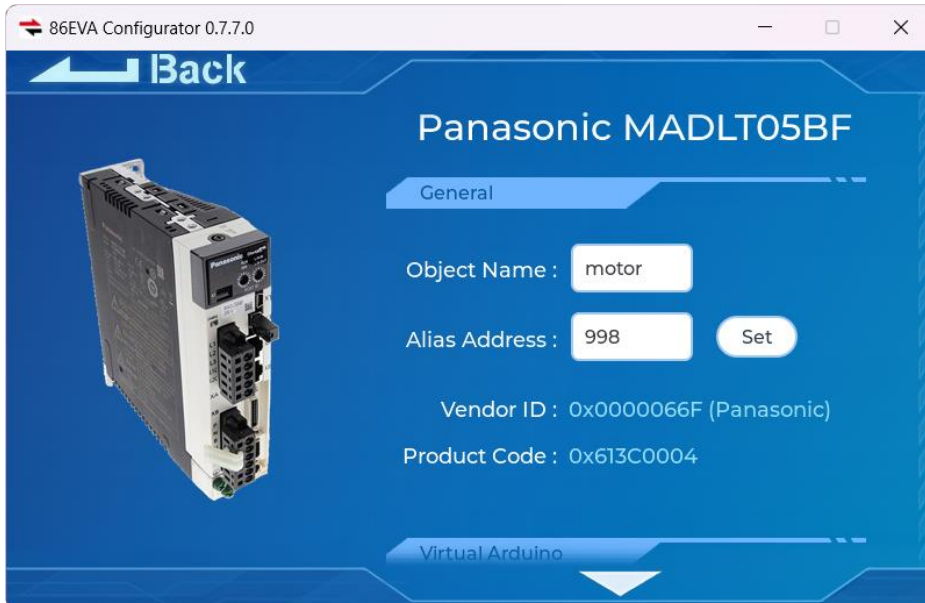 86EVA Configurator 0.7.7.0
Back
Panasonic MADLT05BF
General
Object Name : motor
Alias Address : 998 Set
Vendor ID : 0x0000066F (Panasonic)
Product Code : 0x613C0004
Virtual Arduino
Panasonic